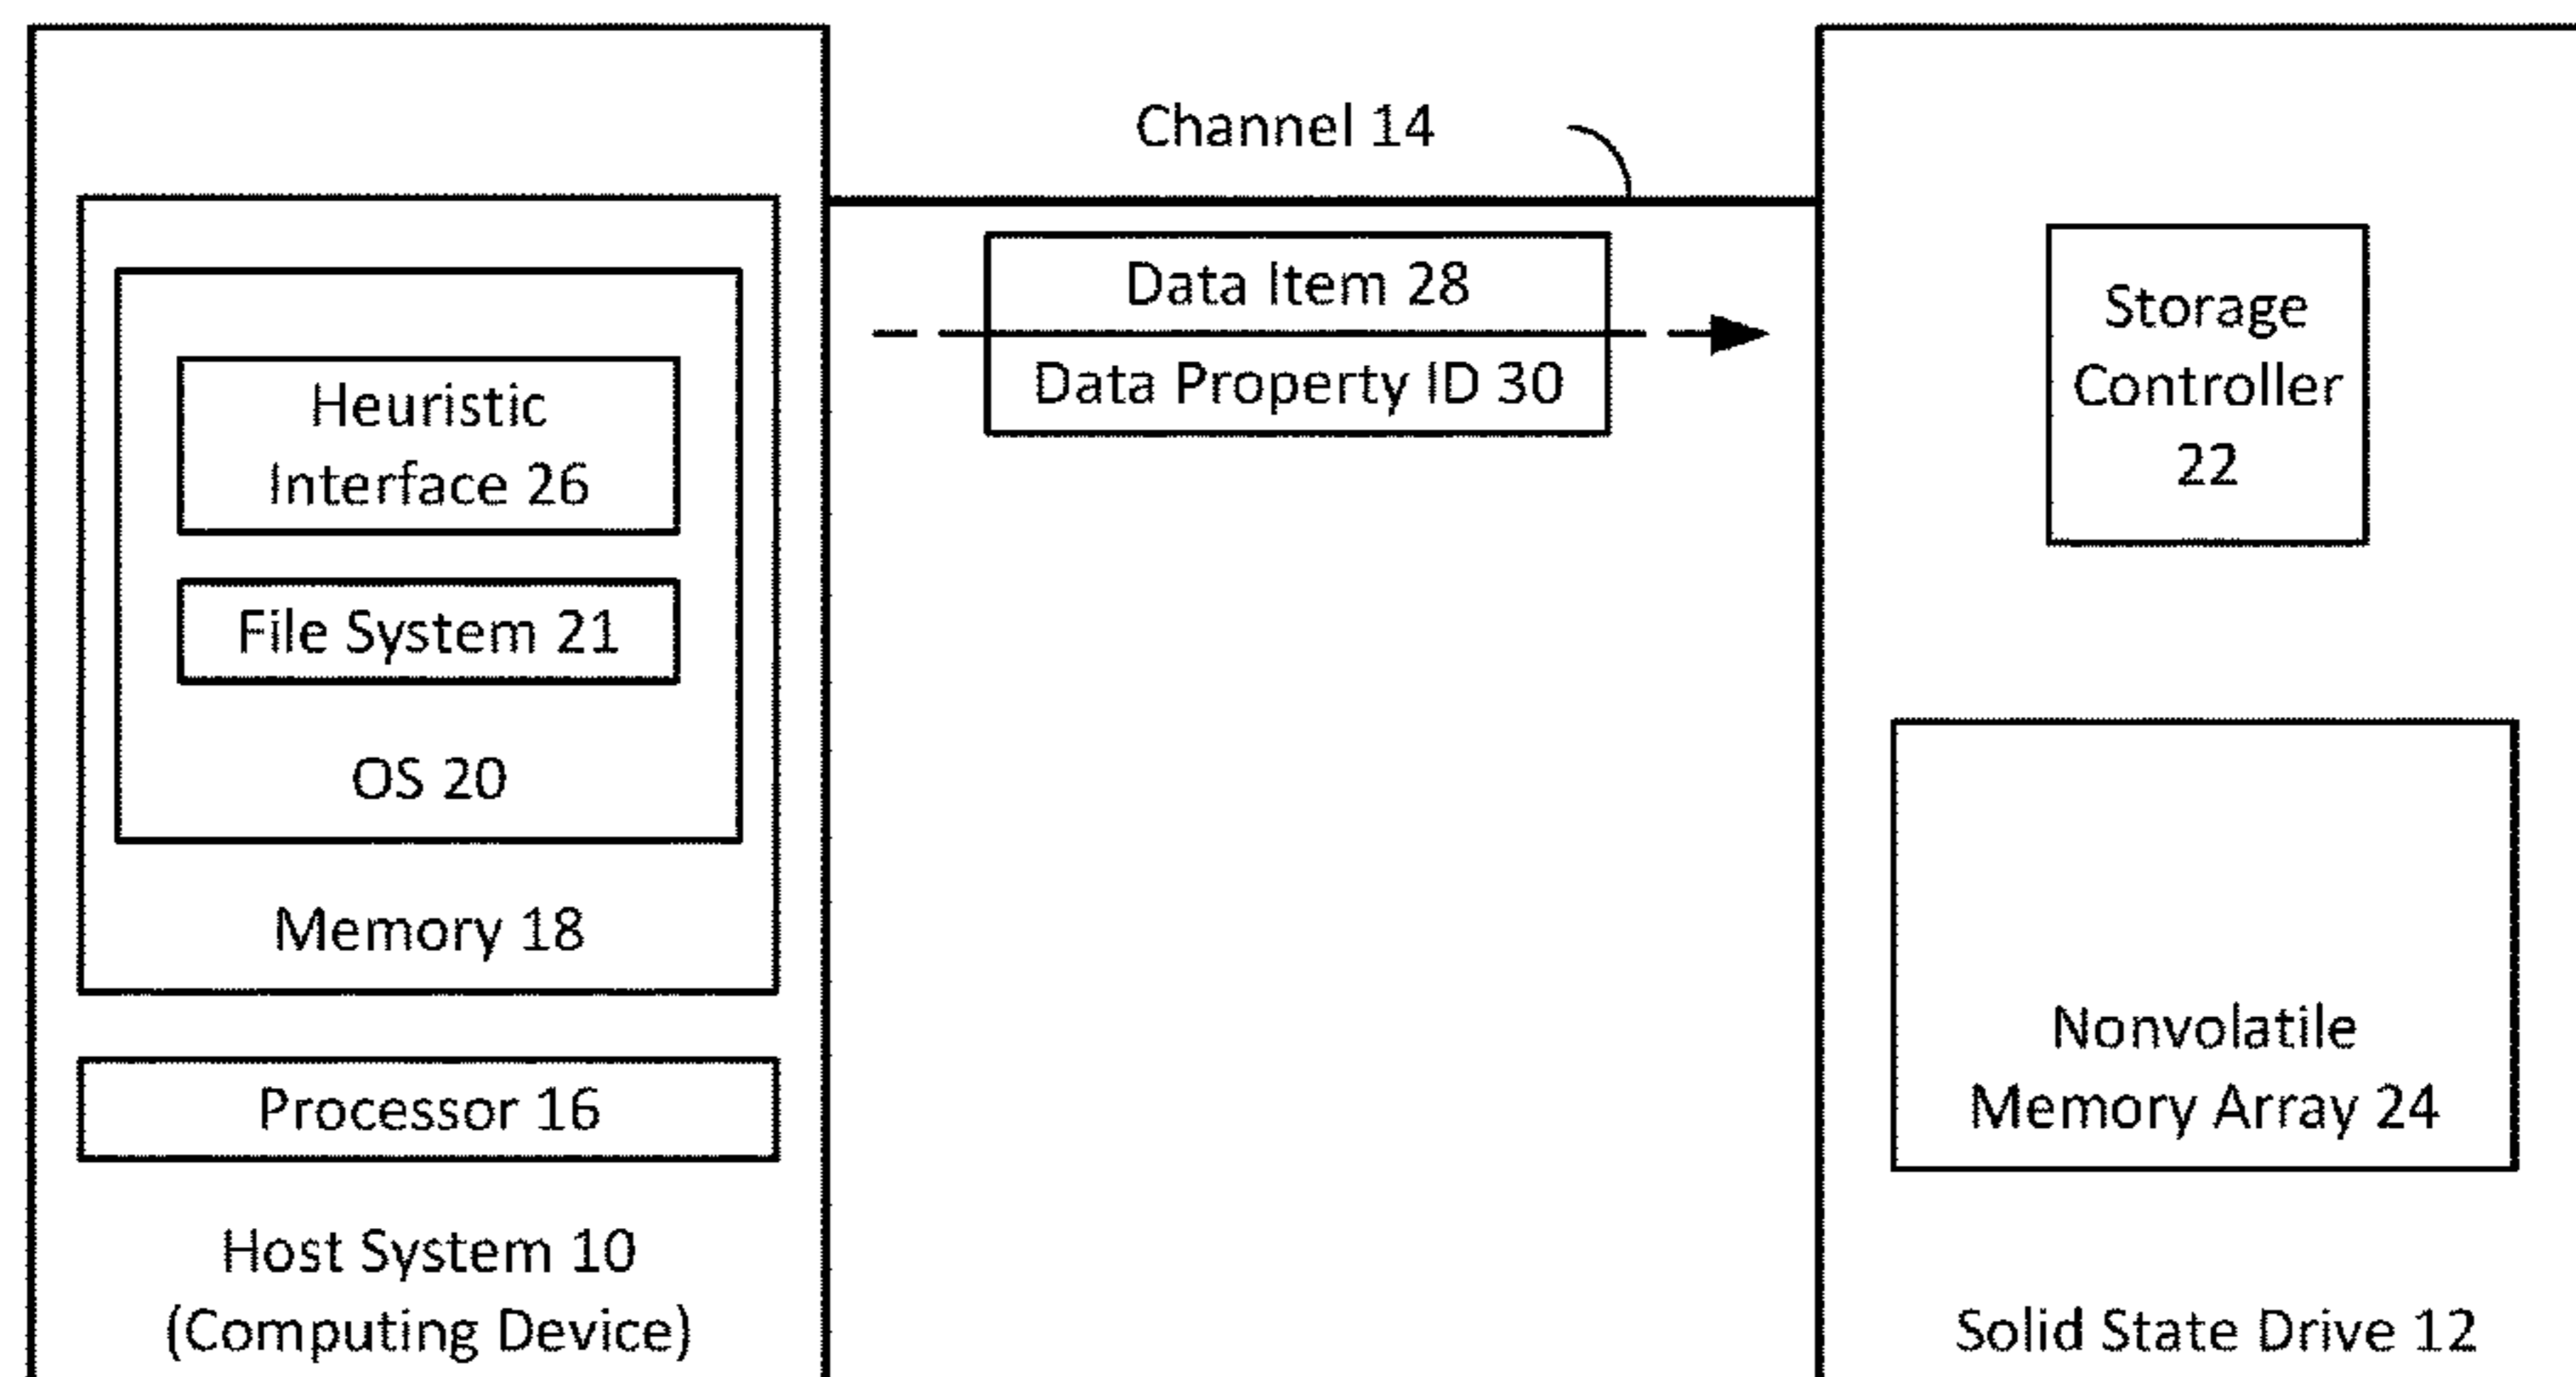 Channel 14
Data Item 28
Data Property ID 30
Heuristic
Interface 26
File System 21
OS 20
Memory 18
Processor 16
Host System 10
(Computing Device)
Storage
Controller
22
Nonvolatile
Memory Array 24
Solid State Drive 12